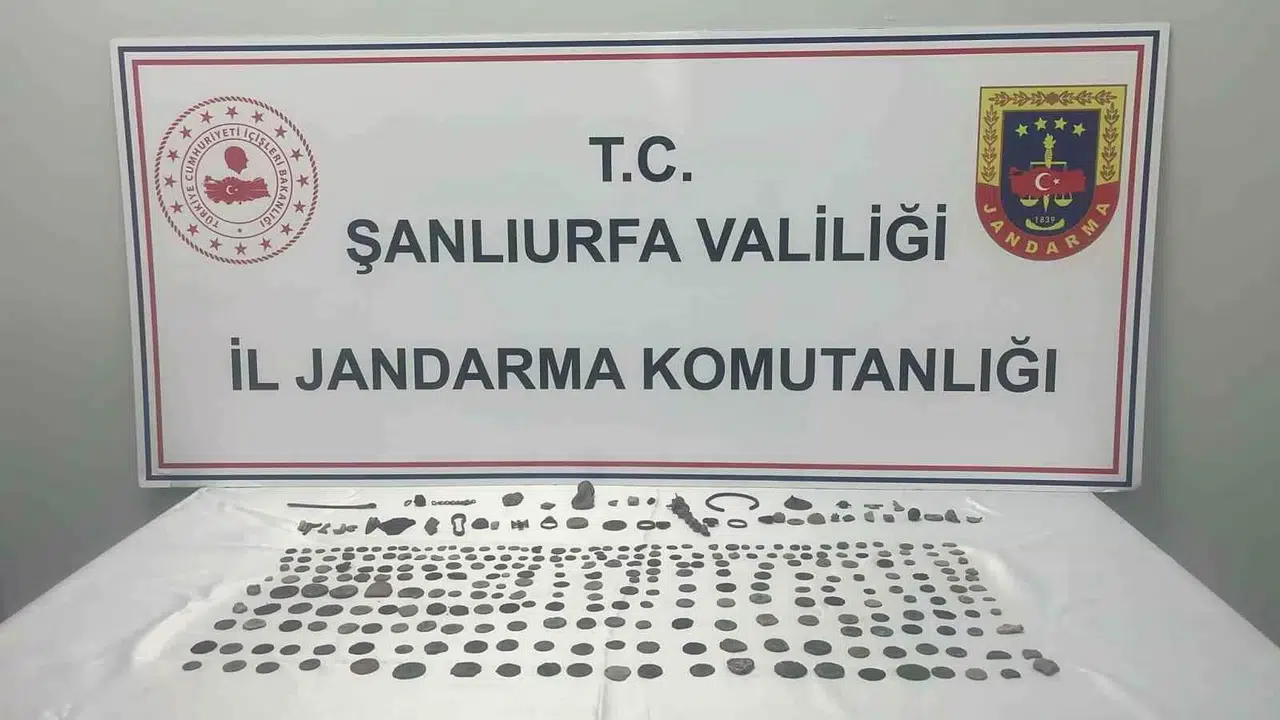 TÜRKİYE CUMHURİYETİ İÇİŞLERİ BAKANLIĞI
T.C.
ŞANLIURFA VALİLİĞİ
İL JANDARMA KOMUTANLIĞI
1839
JANDARMA